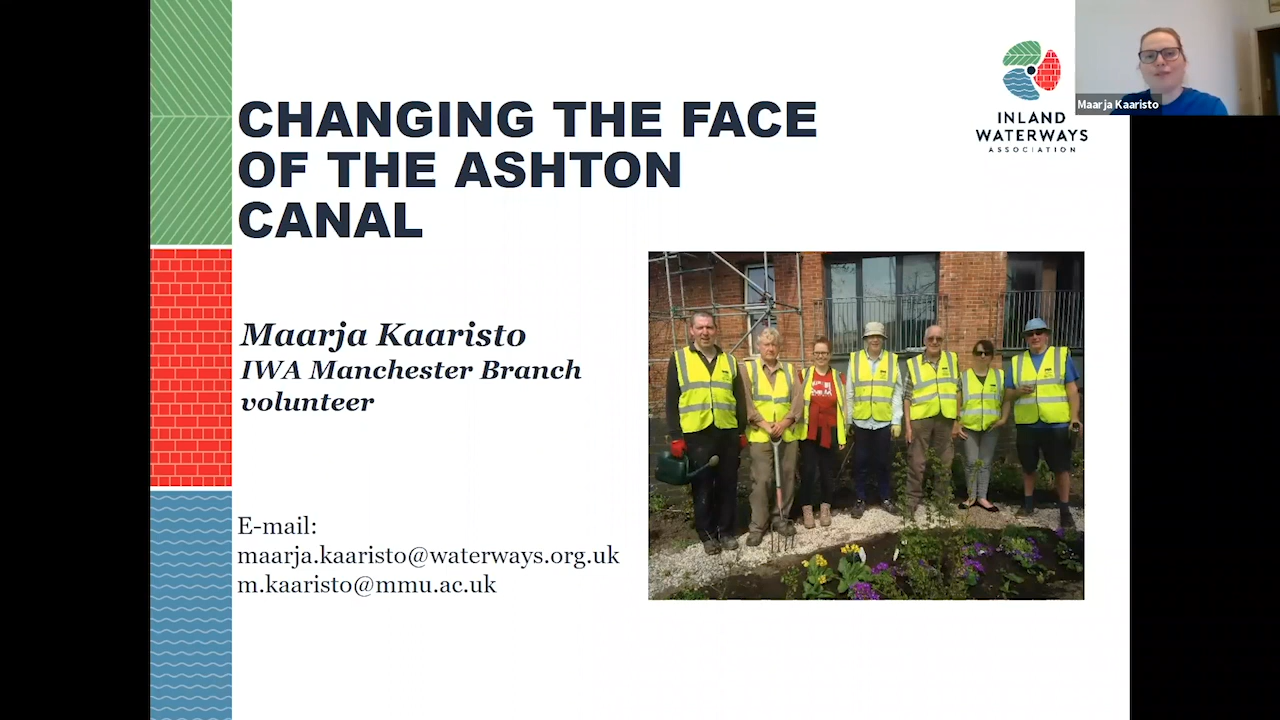 CHANGING THE FACE
OF THE ASHTON
CANAL
INLAND
WATERWAYS
ASSOCIATION
Maarja Kaaristo
Maarja Kaaristo
IWA Manchester Branch
volunteer
E-mail:
maarja.kaaristo@waterways.org.uk
m.kaaristo@mmu.ac.uk